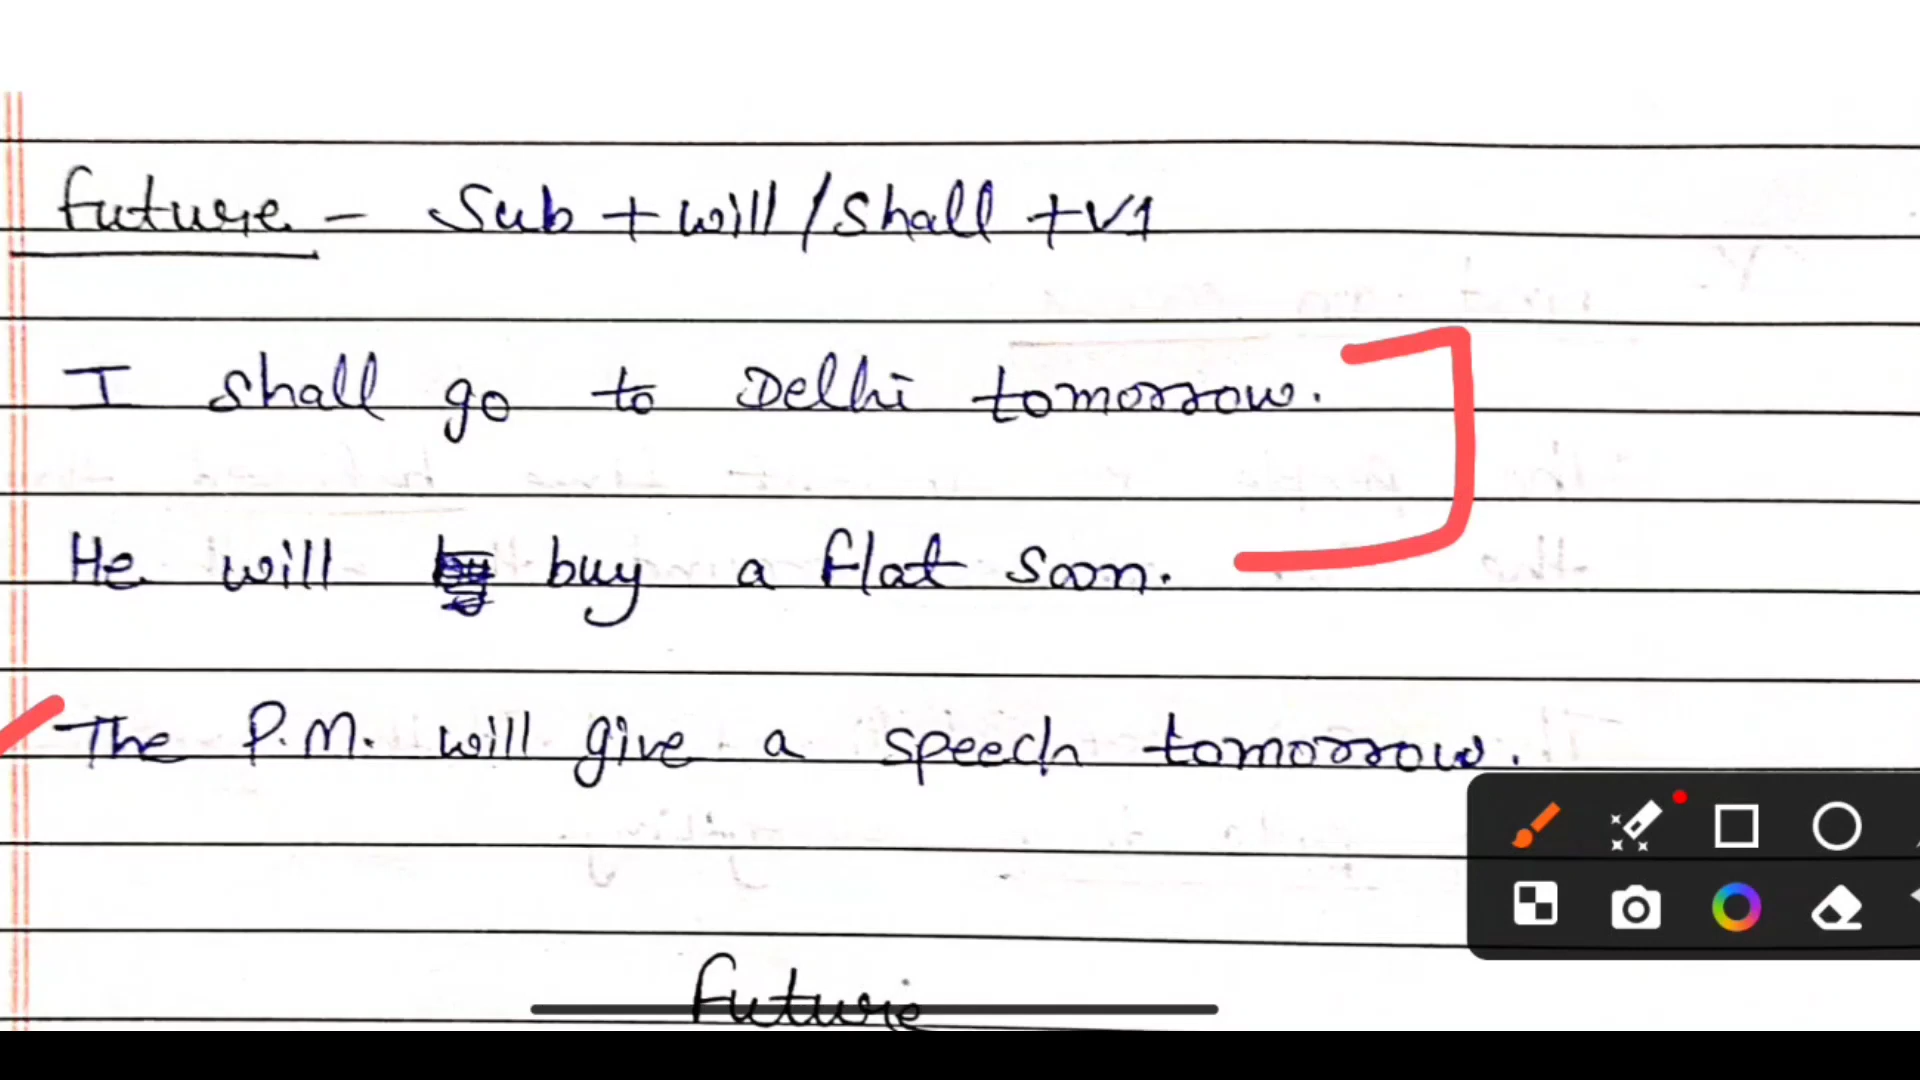 Future - Sub + will / Shall + V1
I shall go to Delhi tomorrow.
He will buy a flat soon.
The P.M. will give a speech tomorrow.
Future